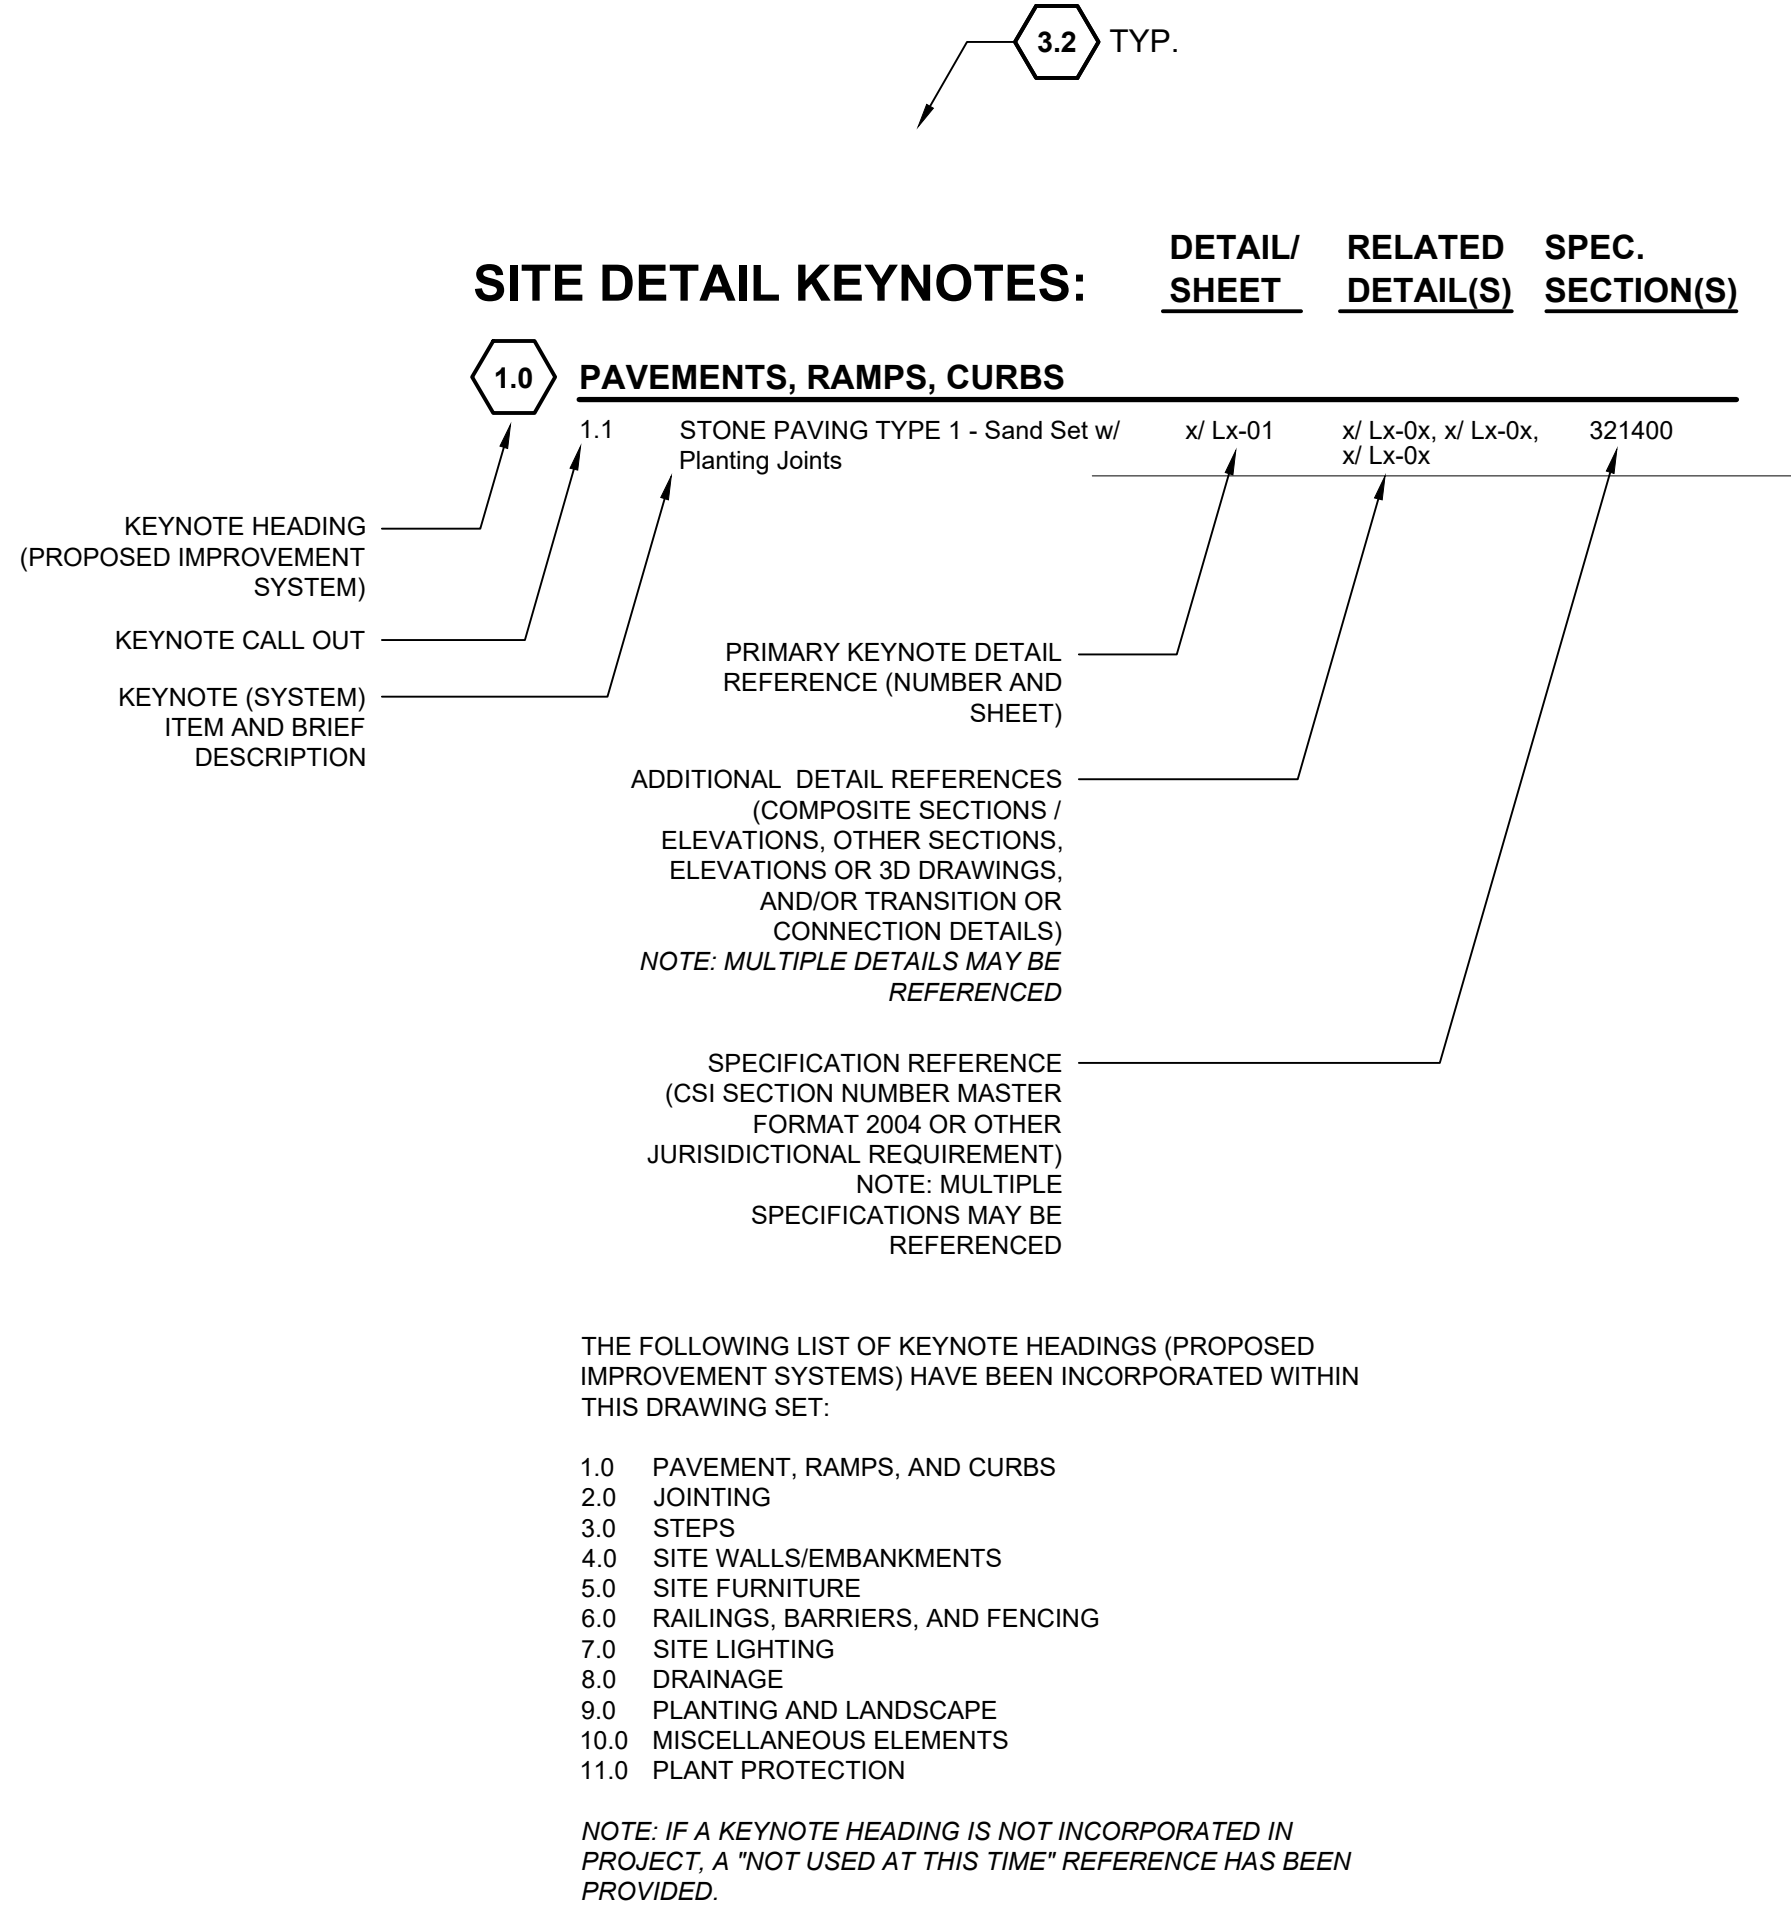 3.2 TYP.
SITE DETAIL KEYNOTES:
DETAIL/
SHEET
RELATED
DETAIL(S)
SPEC.
SECTION(S)
1.0 PAVEMENTS, RAMPS, CURBS
1.1 STONE PAVING TYPE 1 - Sand Set w/
Planting Joints
x/ Lx-01
x/ Lx-0x, x/ Lx-0x,
x/ Lx-0x
321400
KEYNOTE HEADING
(PROPOSED IMPROVEMENT
SYSTEM)
KEYNOTE CALL OUT
KEYNOTE (SYSTEM)
ITEM AND BRIEF
DESCRIPTION
PRIMARY KEYNOTE DETAIL
REFERENCE (NUMBER AND
SHEET)
ADDITIONAL DETAIL REFERENCES
(COMPOSITE SECTIONS /
ELEVATIONS, OTHER SECTIONS,
ELEVATIONS OR 3D DRAWINGS,
AND/OR TRANSITION OR
CONNECTION DETAILS)
NOTE: MULTIPLE DETAILS MAY BE
REFERENCED
SPECIFICATION REFERENCE
(CSI SECTION NUMBER MASTER
FORMAT 2004 OR OTHER
JURISIDICTIONAL REQUIREMENT)
NOTE: MULTIPLE
SPECIFICATIONS MAY BE
REFERENCED
THE FOLLOWING LIST OF KEYNOTE HEADINGS (PROPOSED
IMPROVEMENT SYSTEMS) HAVE BEEN INCORPORATED WITHIN
THIS DRAWING SET:
1.0 PAVEMENT, RAMPS, AND CURBS
2.0 JOINTING
3.0 STEPS
4.0 SITE WALLS/EMBANKMENTS
5.0 SITE FURNITURE
6.0 RAILINGS, BARRIERS, AND FENCING
7.0 SITE LIGHTING
8.0 DRAINAGE
9.0 PLANTING AND LANDSCAPE
10.0 MISCELLANEOUS ELEMENTS
11.0 PLANT PROTECTION
NOTE: IF A KEYNOTE HEADING IS NOT INCORPORATED IN
PROJECT, A "NOT USED AT THIS TIME" REFERENCE HAS BEEN
PROVIDED.